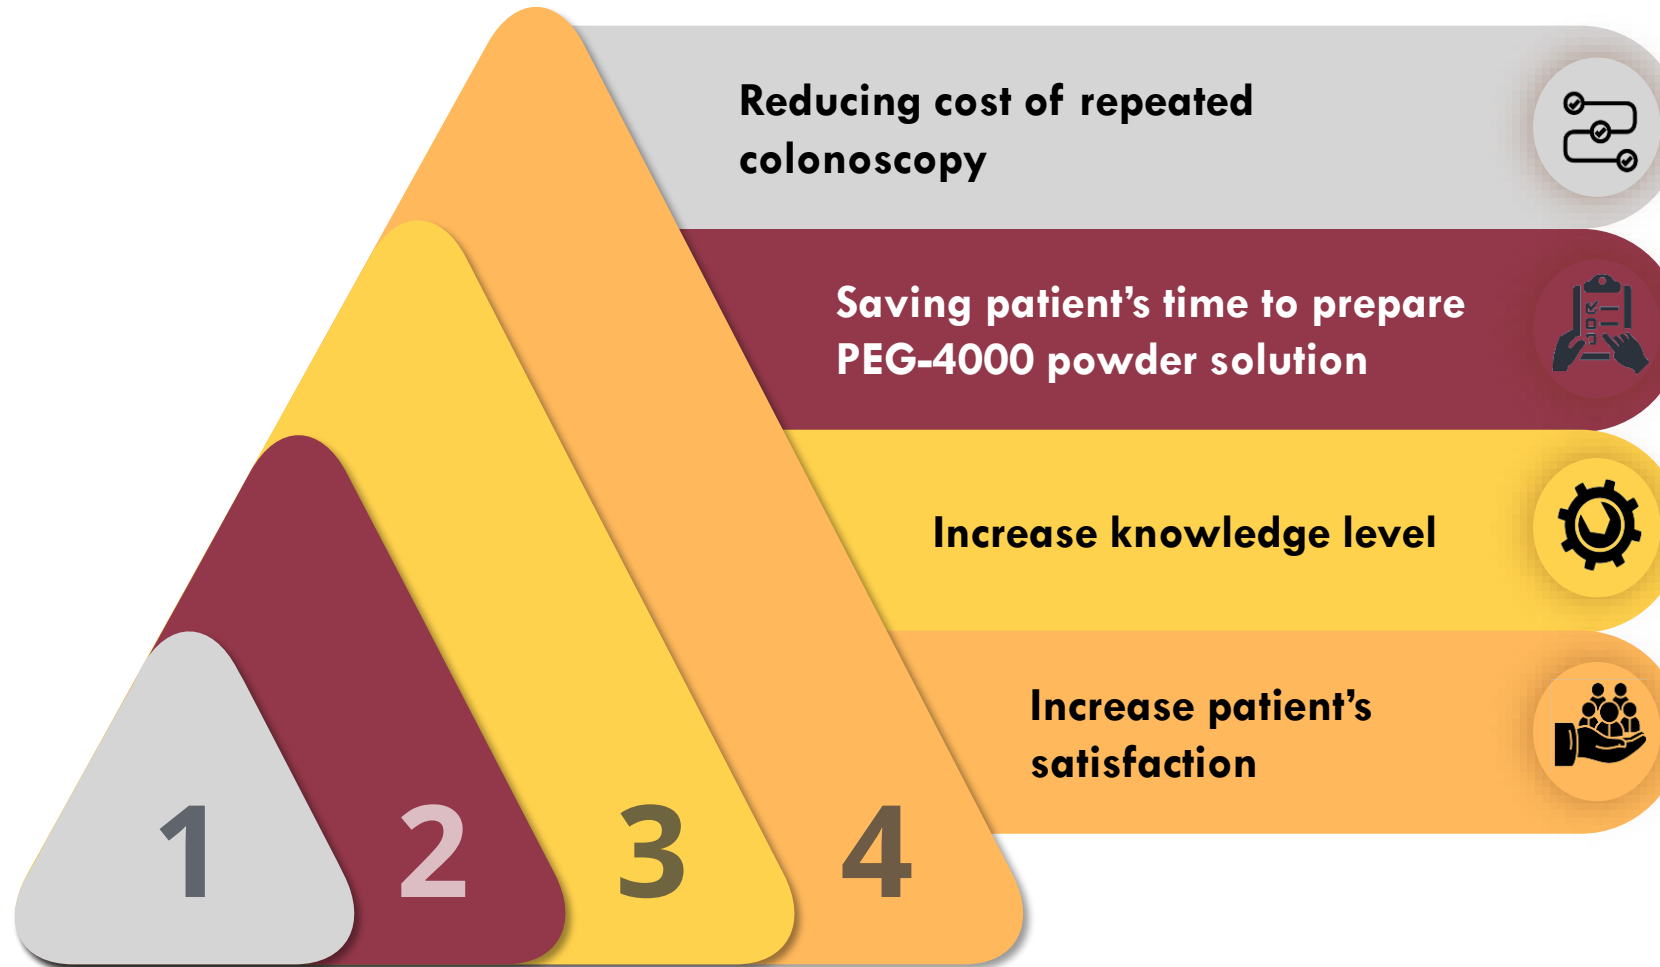 Reducing cost of repeated
colonoscopy
Saving patient’s time to prepare
PEG-4000 powder solution
Increase knowledge level
Increase patient’s
satisfaction
1 2 3 4